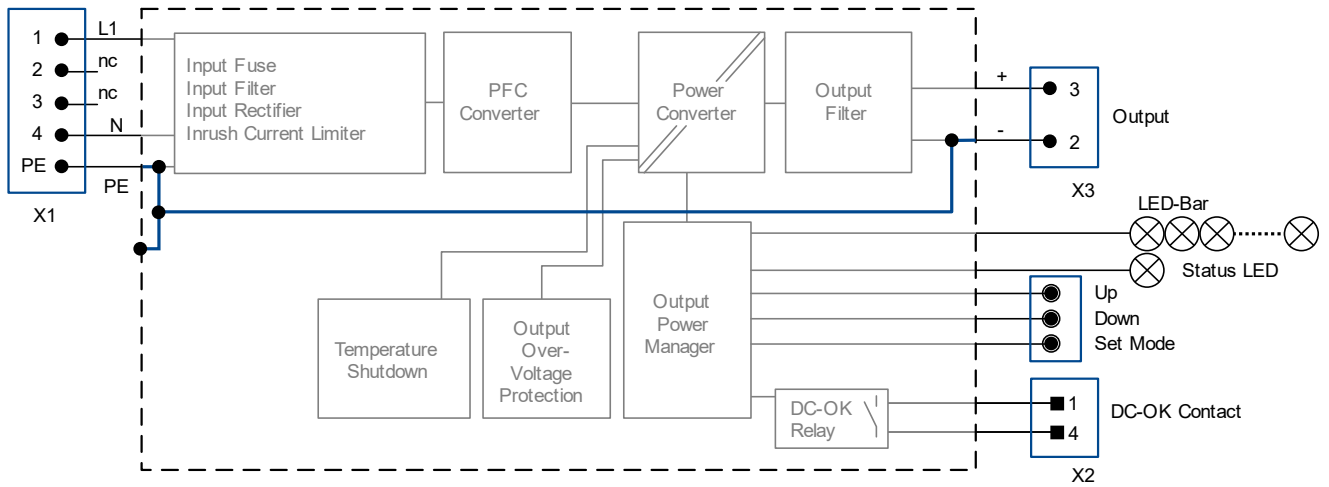 1
L1
2
nc
3
nc
4
N
PE
PE
X1
Input Fuse
Input Filter
Input Rectifier
Inrush Current Limiter
PFC
Converter
Power
Converter
Output
Filter
+
3
-
2
Output
X3
LED-Bar
Status LED
Up
Down
Set Mode
Temperature
Shutdown
Output
Over-
Voltage
Protection
Output
Power
Manager
DC-OK
Relay
1
4
DC-OK Contact
X2